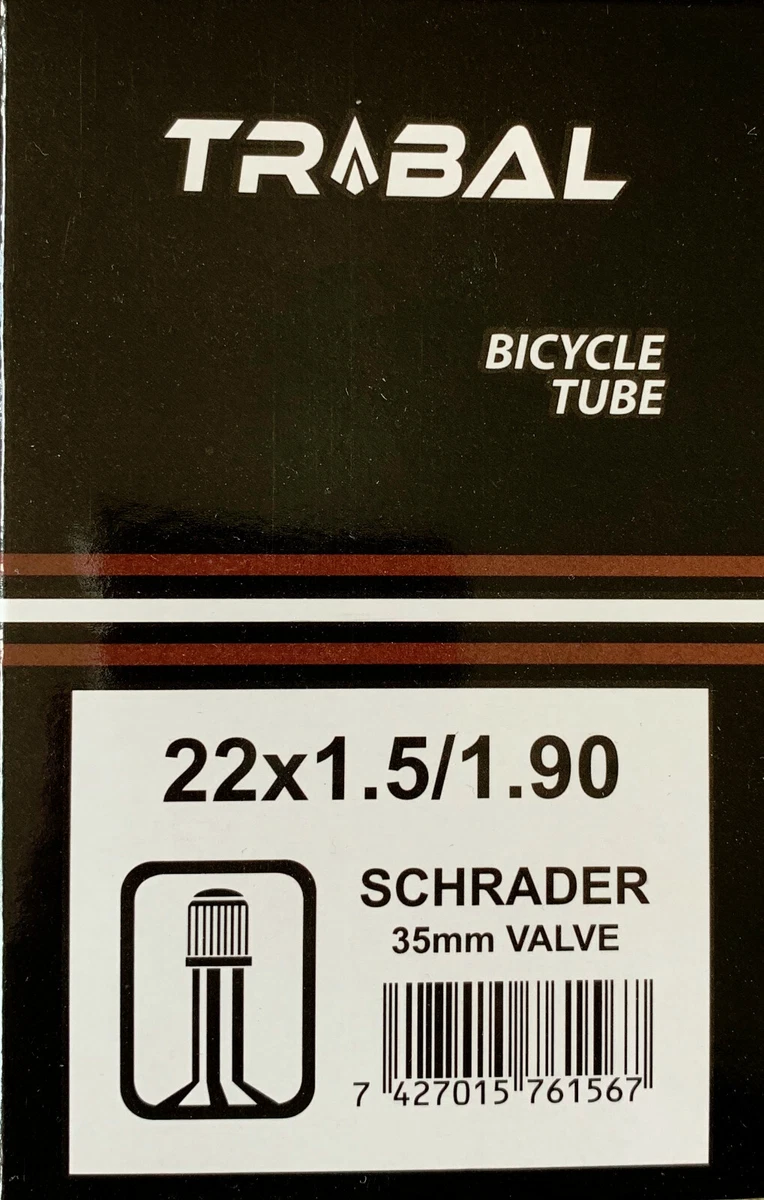 TRIBAL
BICYCLE
TUBE
22x1.5/1.90
SCHRADER
35mm VALVE
7 427015 761567